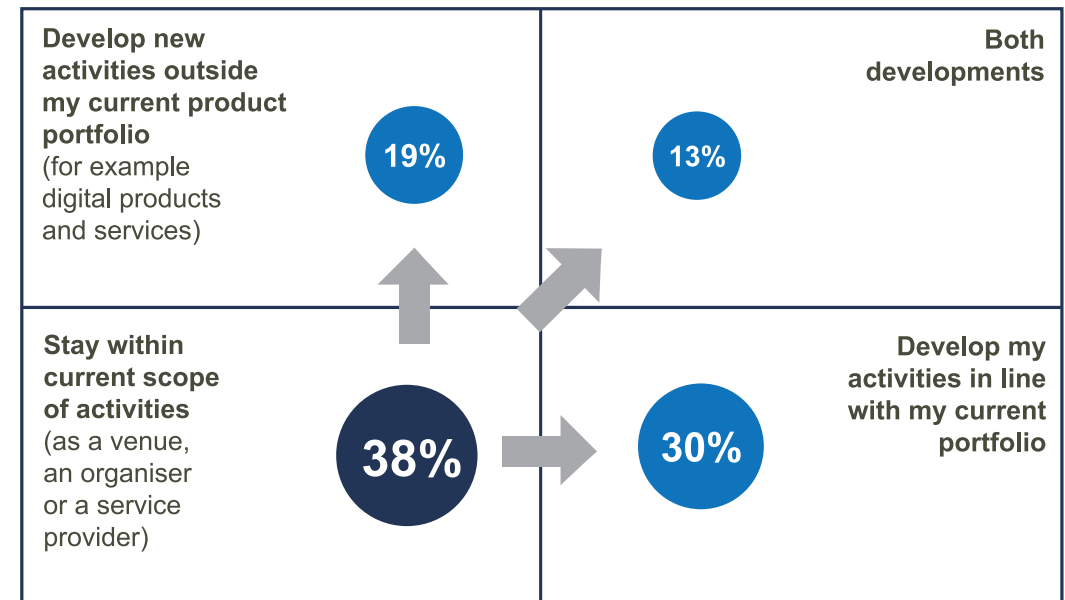 Develop new
activities outside
my current product
portfolio
(for example
digital products
and services)
19%
Both
developments
13%
Stay within
current scope
of activities
(as a venue,
an organiser
or a service
provider)
38%
Develop my
activities in line
with my current
portfolio
30%